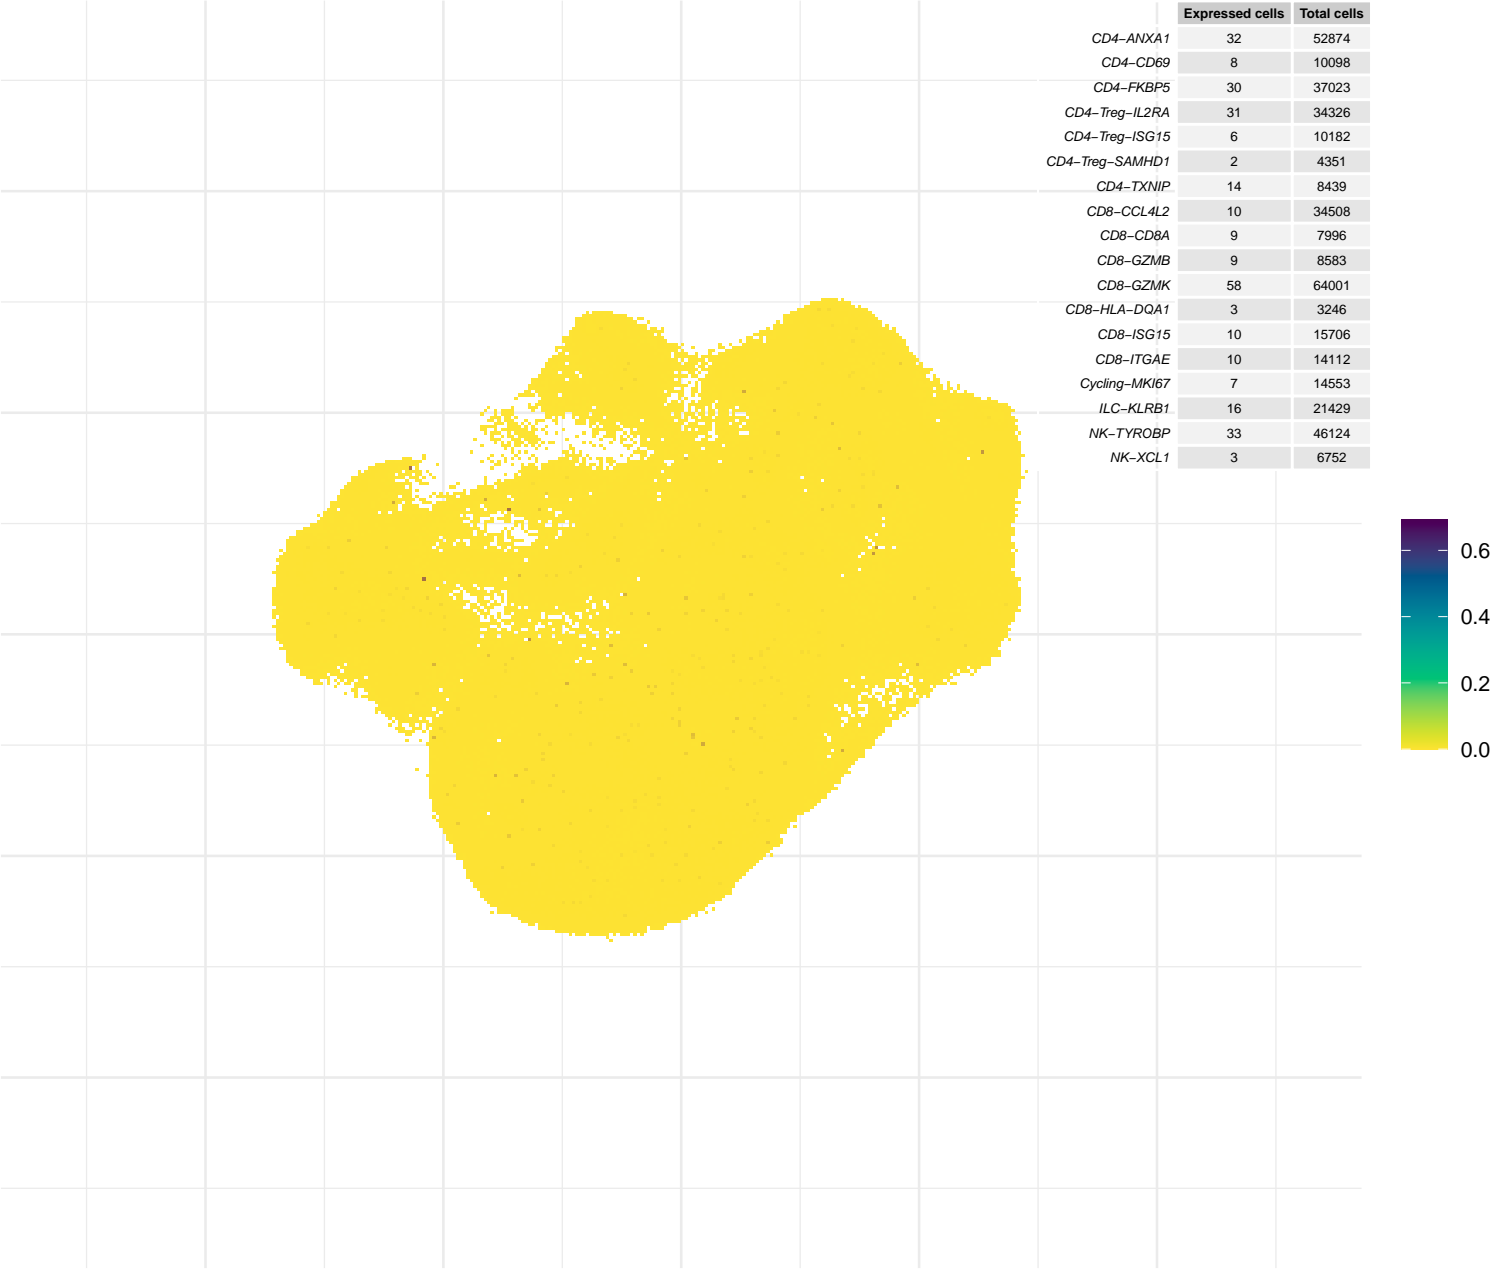 Expressed cells Total cells
CD4−ANXA1 32 52874
CD4−CD69 8 10098
CD4−FKBP5 30 37023
CD4−Treg−IL2RA 31 34326
CD4−Treg−ISG15 6 10182
CD4−Treg−SAMHD1 2 4351
CD4−TXNIP 14 8439
CD8−CCL4L2 10 34508
CD8−CD8A 9 7996
CD8−GZMB 9 8583
CD8−GZMK 58 64001
CD8−HLA−DQA1 3 3246
CD8−ISG15 10 15706
CD8−ITGAE 10 14112
Cycling−MKI67 7 14553
ILC−KLRB1 16 21429
NK−TYROBP 33 46124
NK−XCL1 3 6752
0.6
0.4
0.2
0.0